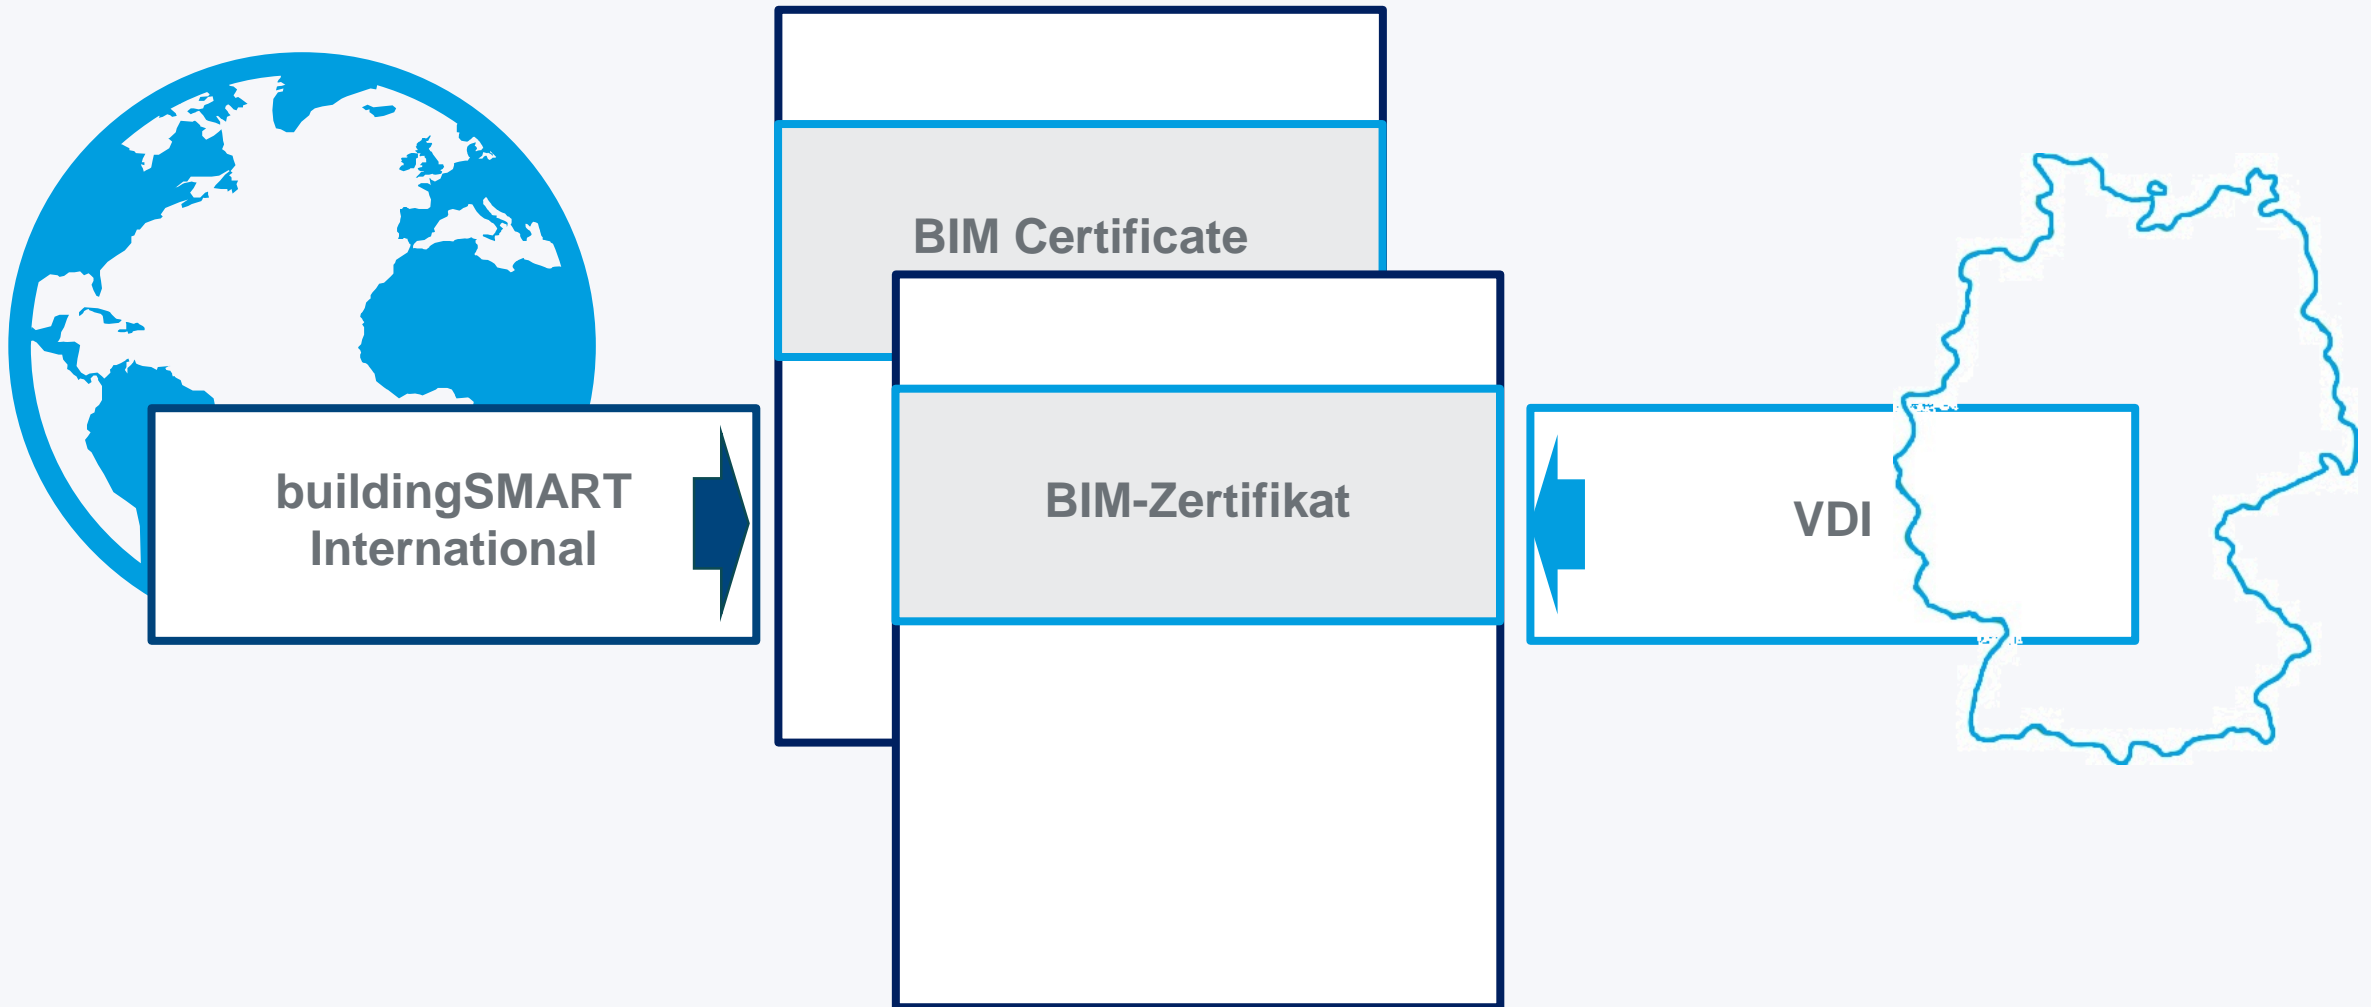 BIM Certificate
buildingSMART
International
BIM-Zertifikat
VDI